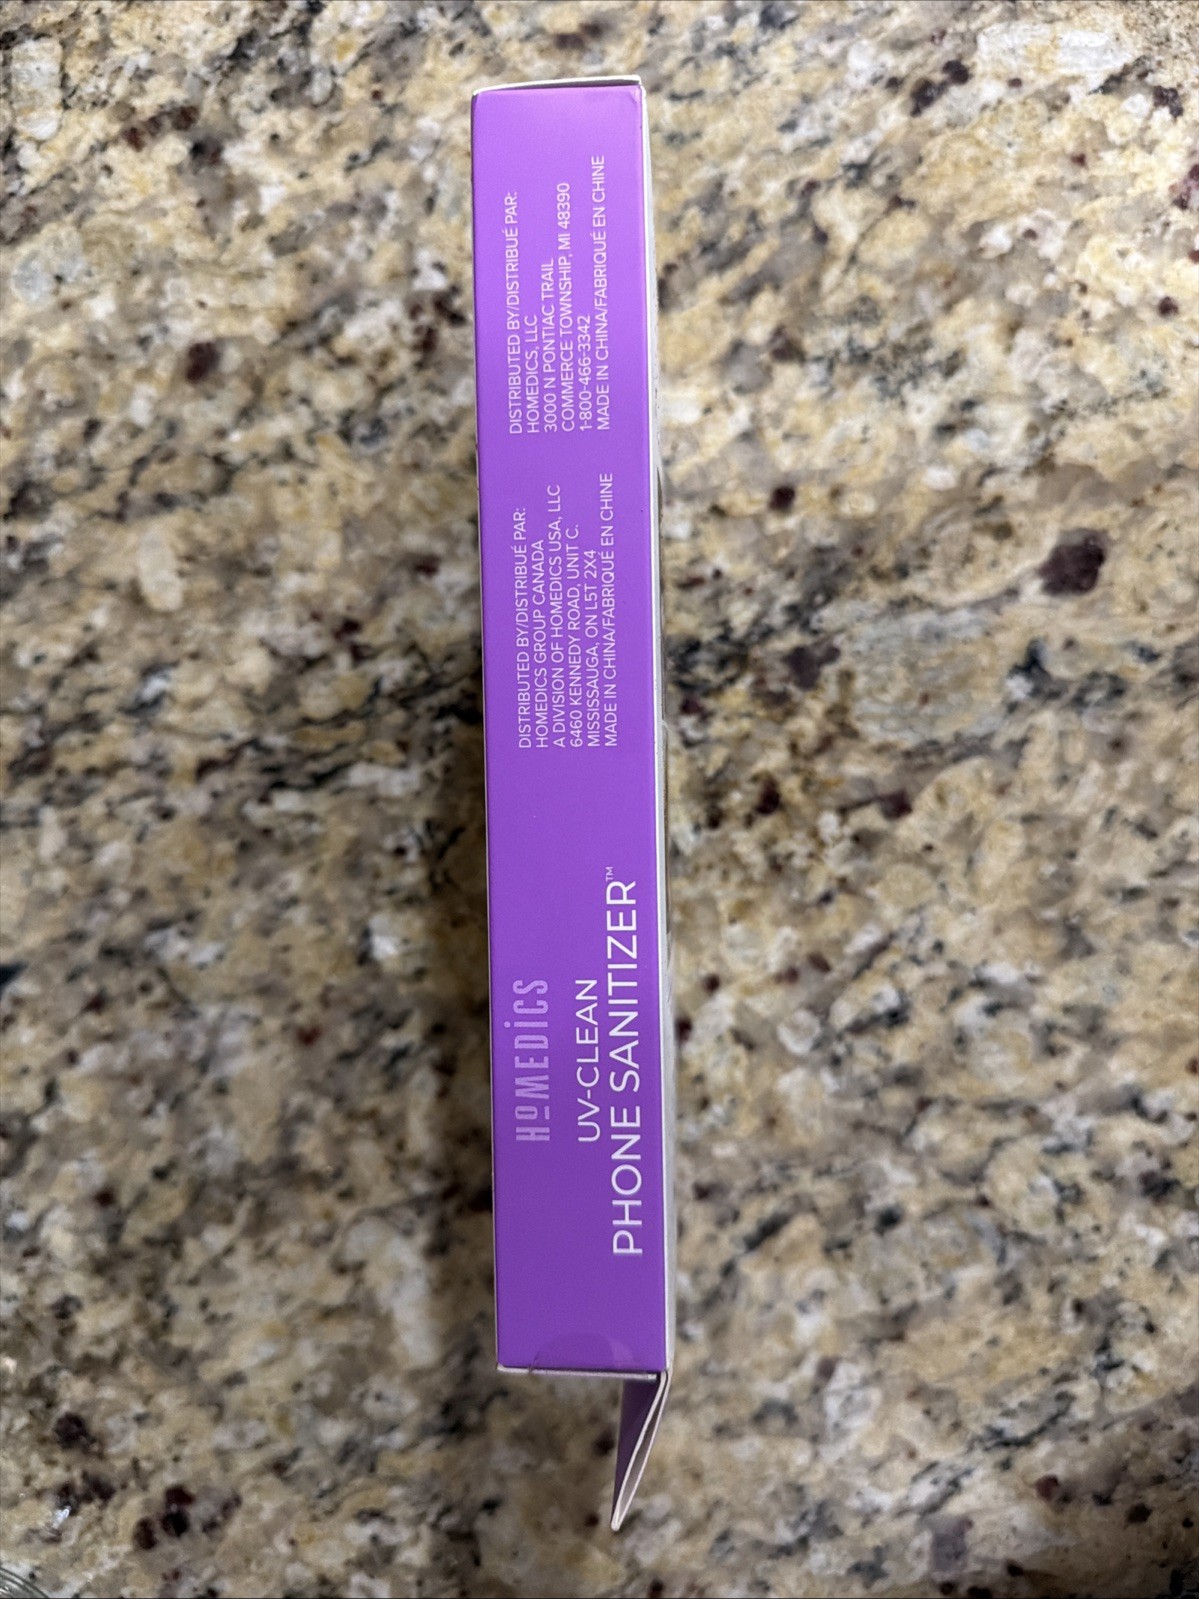 HoMEDiCS
UV-CLEAN
PHONE SANITIZER™
DISTRIBUTED BY/DISTRIBUÉ PAR:
HOMEDICS GROUP CANADA
A DIVISION OF HOMEDICS USA, LLC
6460 KENNEDY ROAD, UNIT C.
MISSISSAUGA, ON L5T 2X4
MADE IN CHINA/FABRIQUÉ EN CHINE
DISTRIBUTED BY/DISTRIBUÉ PAR:
HOMEDICS, LLC
3000 N PONTIAC TRAIL
COMMERCE TOWNSHIP, MI 48390
1-800-466-3342
MADE IN CHINA/FABRIQUÉ EN CHINE